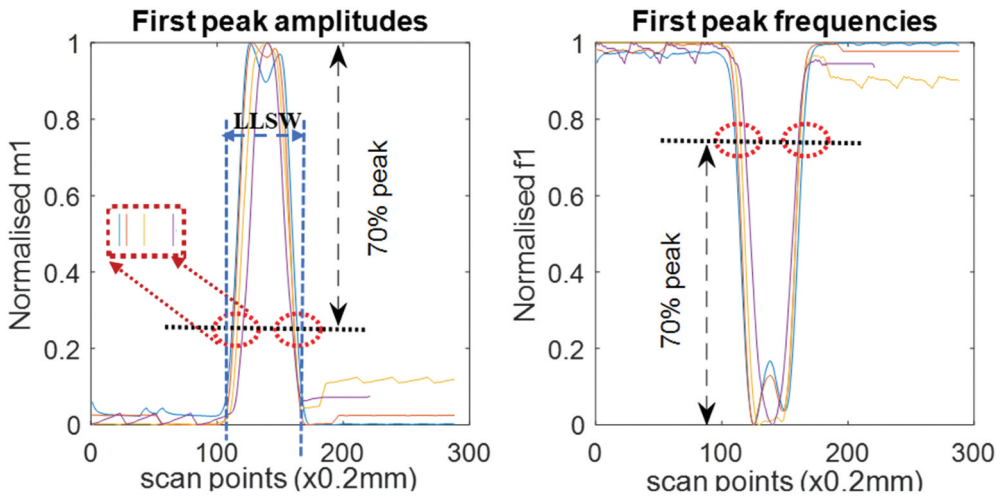 First peak amplitudes
1
0.8
0.6
0.4
0.2
0
Normalised m1
LLSW
70% peak
0
100
200
300
scan points (x0.2mm)
First peak frequencies
1
0.8
0.6
0.4
0.2
0
Normalised f1
70% peak
0
100
200
300
scan points (x0.2mm)